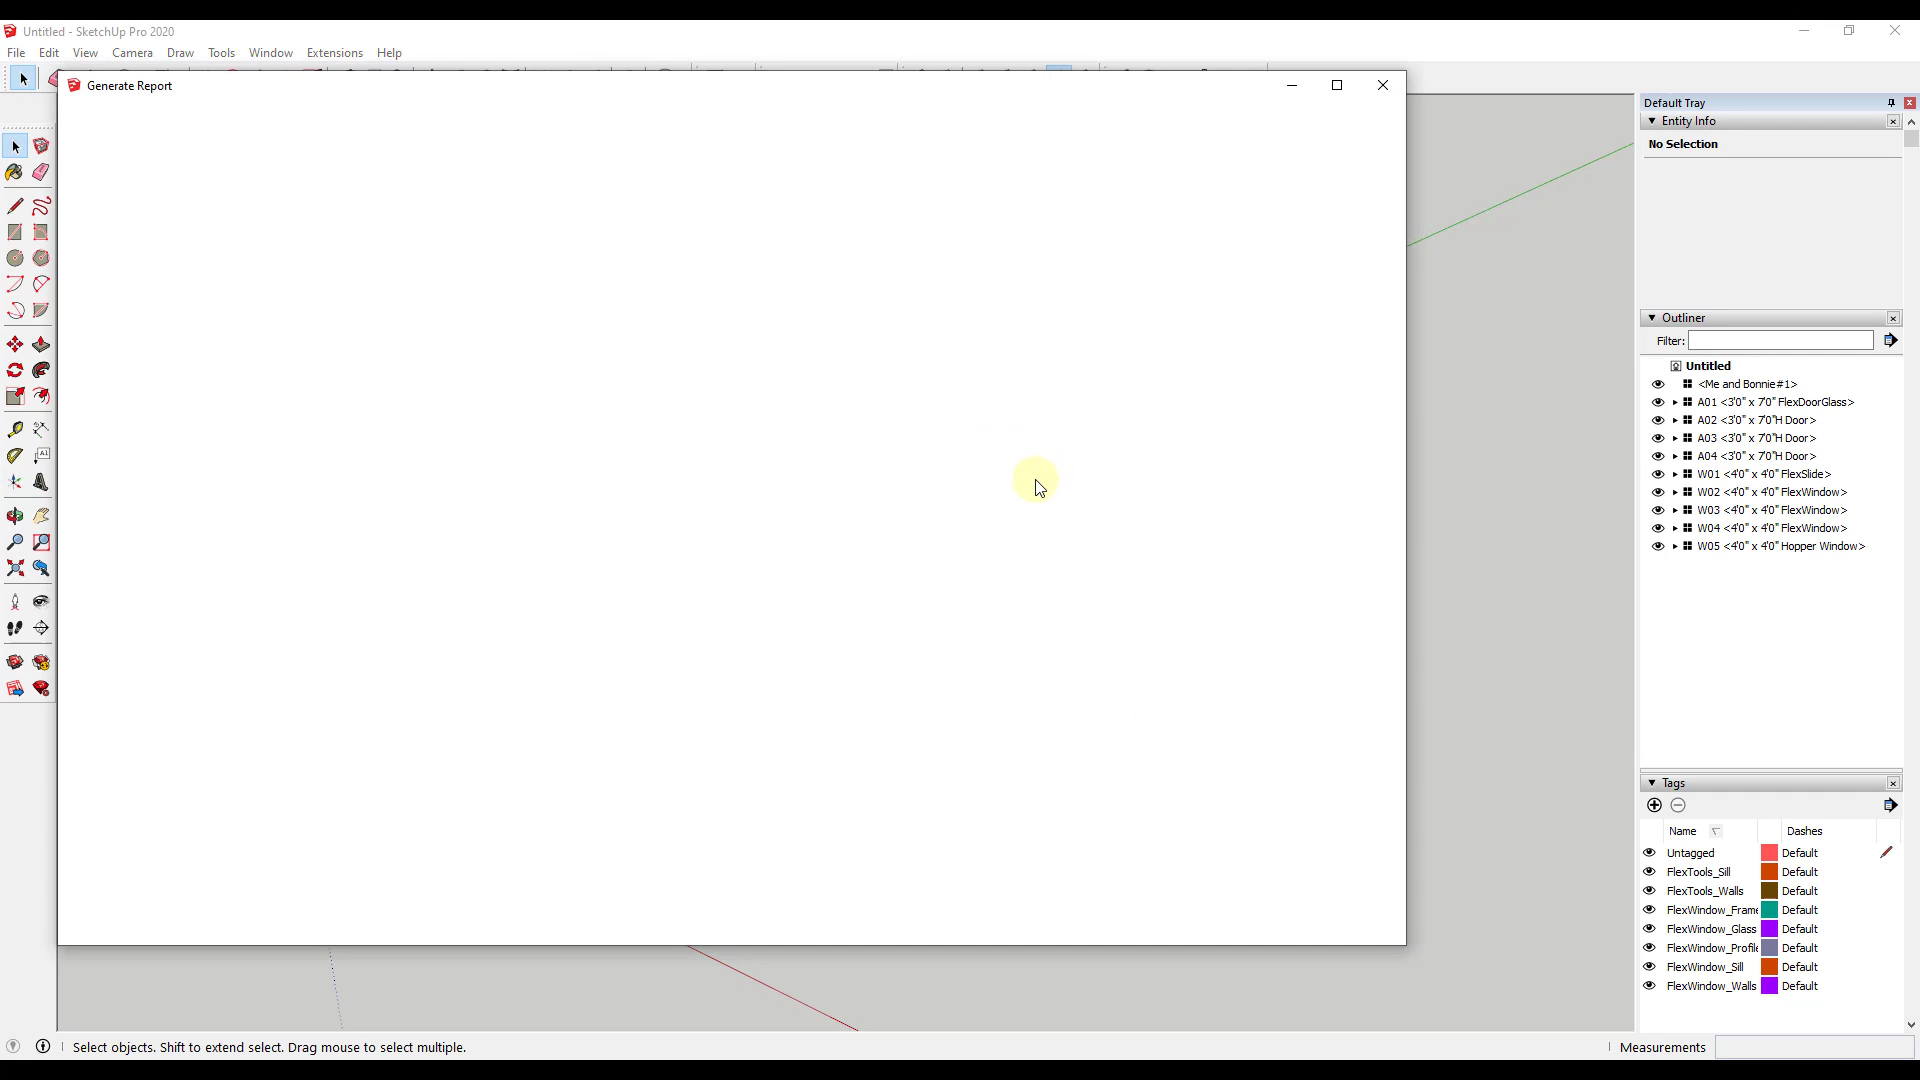 Untitled - SketchUp Pro 2020
File Edit View Camera Draw Tools Window Extensions Help
Generate Report
Default Tray
Entity Info
No Selection
Outliner
Filter:
Untitled
<Me and Bonnie#1>
A01 <3'0" x 7'0" FlexDoorGlass>
A02 <3'0" x 7'0"H Door>
A03 <3'0" x 7'0"H Door>
A04 <3'0" x 7'0"H Door>
W01 <4'0" x 4'0" FlexSlide>
W02 <4'0" x 4'0" FlexWindow>
W03 <4'0" x 4'0" FlexWindow>
W04 <4'0" x 4'0" FlexWindow>
W05 <4'0" x 4'0" Hopper Window>
Tags
Name Dashes
Untagged Default
FlexTools_Sill Default
FlexTools_Walls Default
FlexWindow_Frame Default
FlexWindow_Glass Default
FlexWindow_Profile Default
FlexWindow_Sill Default
FlexWindow_Walls Default
Select objects. Shift to extend select. Drag mouse to select multiple.
Measurements